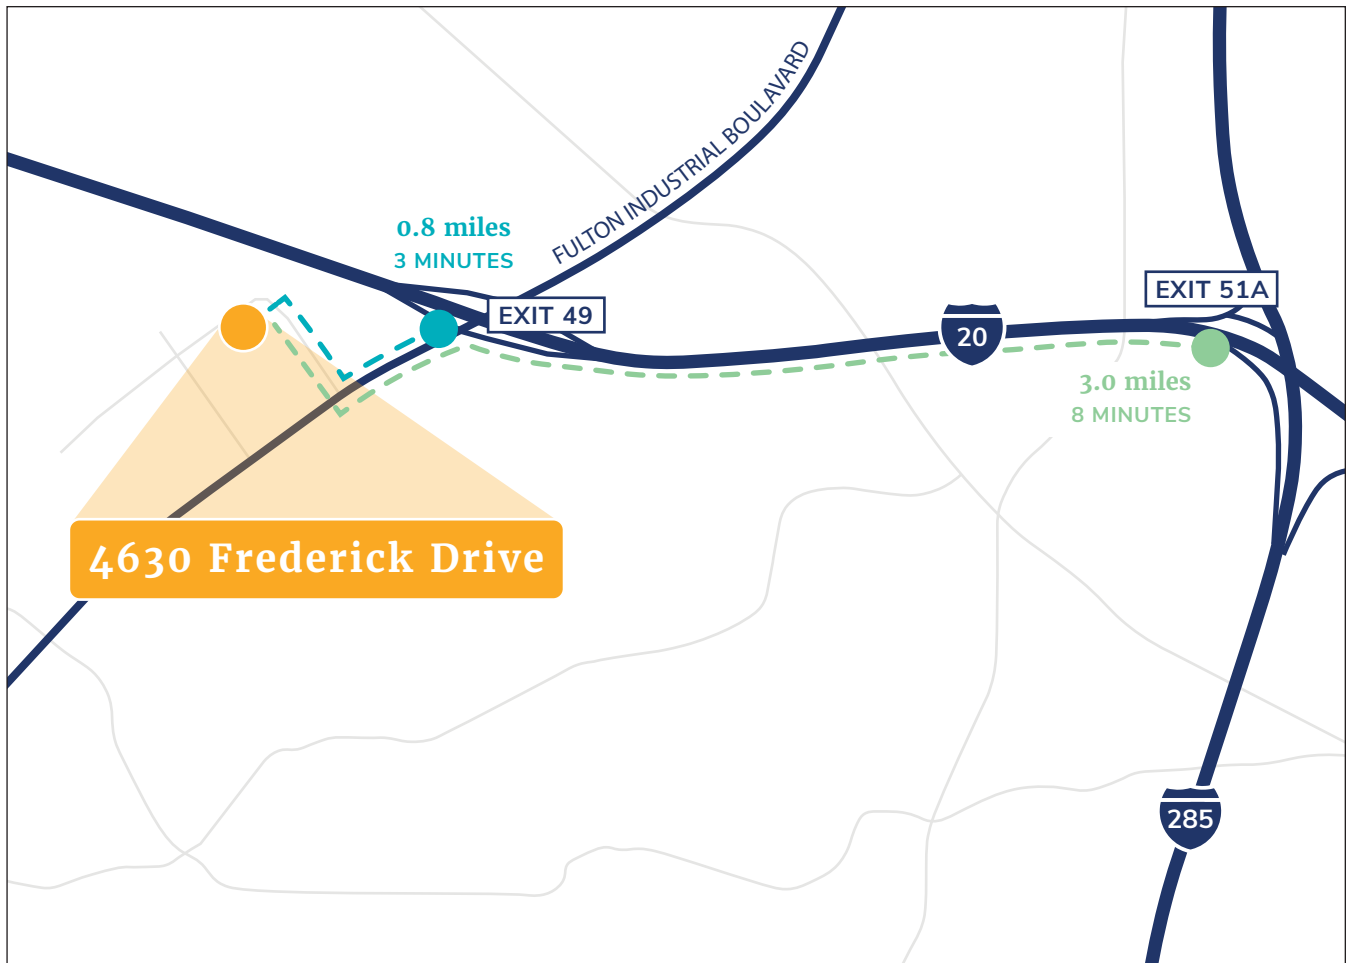 FULTON INDUSTRIAL BOULAVARD
0.8 miles
3 MINUTES
EXIT 49
EXIT 51A
20
3.0 miles
8 MINUTES
4630 Frederick Drive
285